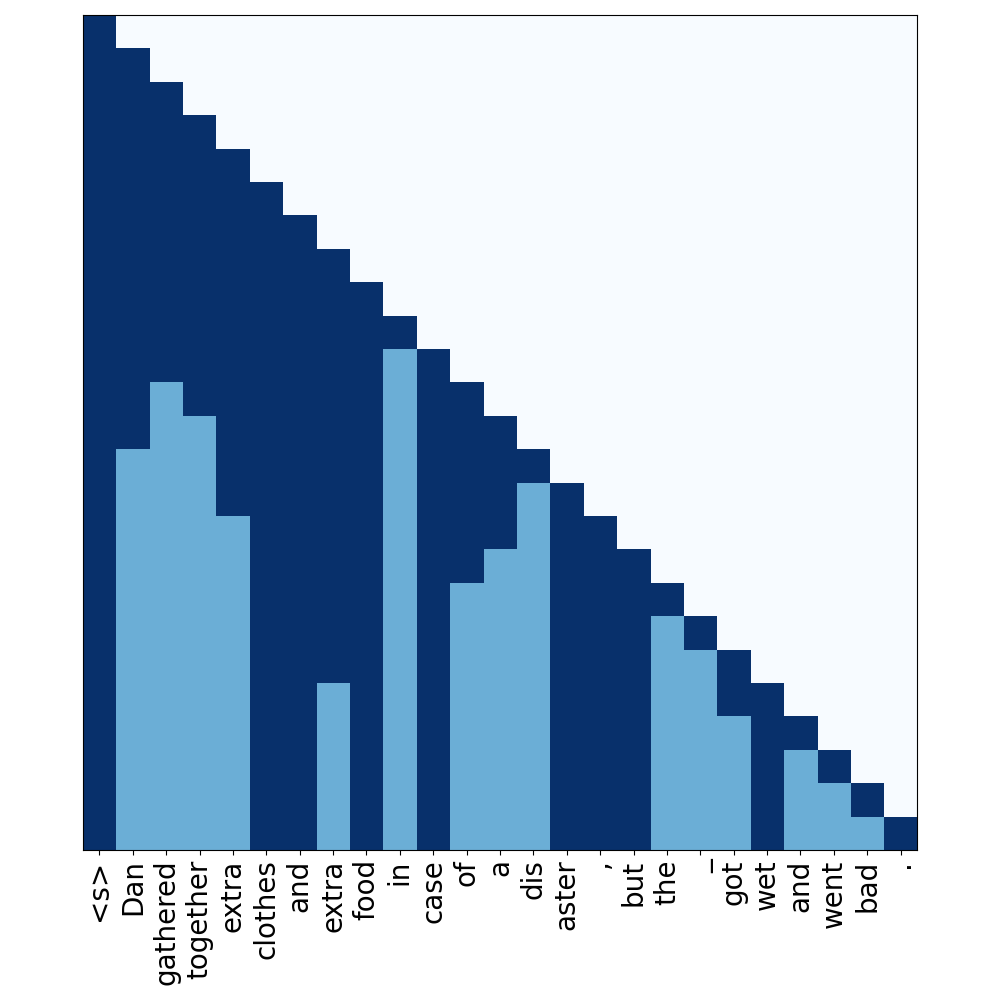 <s> Dan gathered together extra clothes and extra food in case of a dis aster , but the _ got wet and went bad .